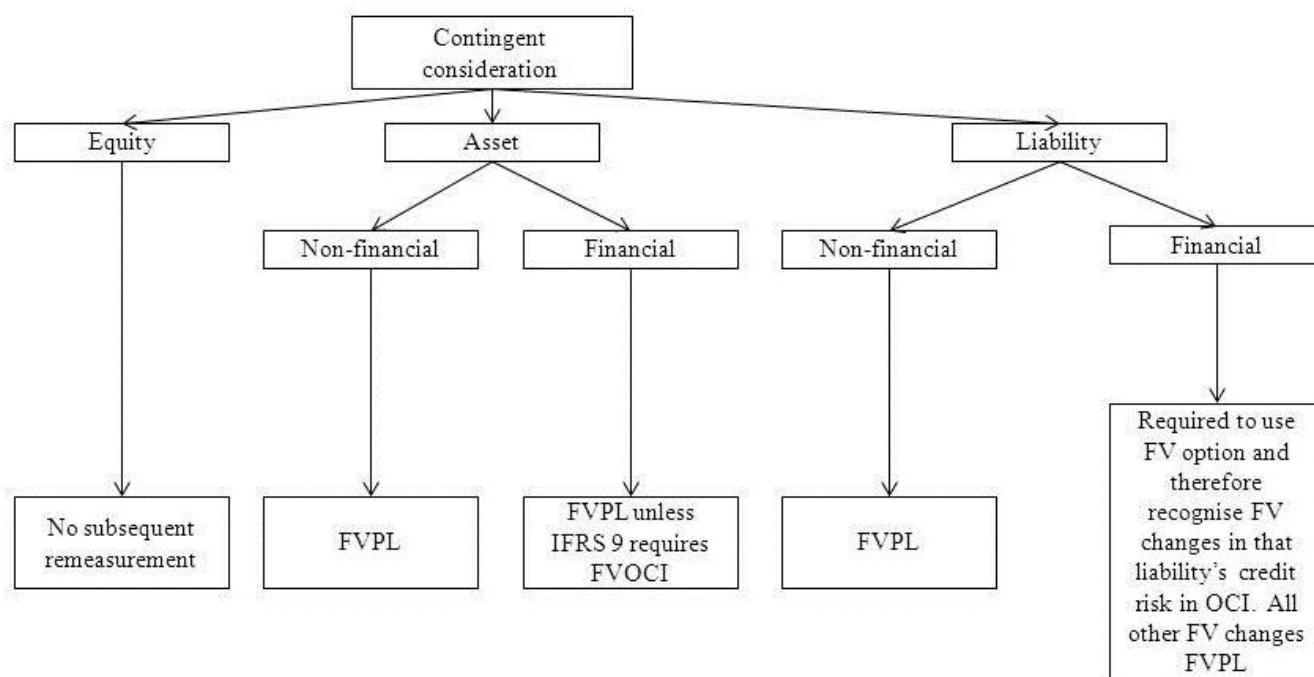 Contingent
consideration
Equity
Asset
Liability
Non-financial
Financial
Non-financial
Financial
No subsequent
remeasurement
FVPL
FVPL unless
IFRS 9 requires
FVOCI
FVPL
Required to use
FV option and
therefore
recognise FV
changes in that
liability's credit
risk in OCI. All
other FV changes
FVPL